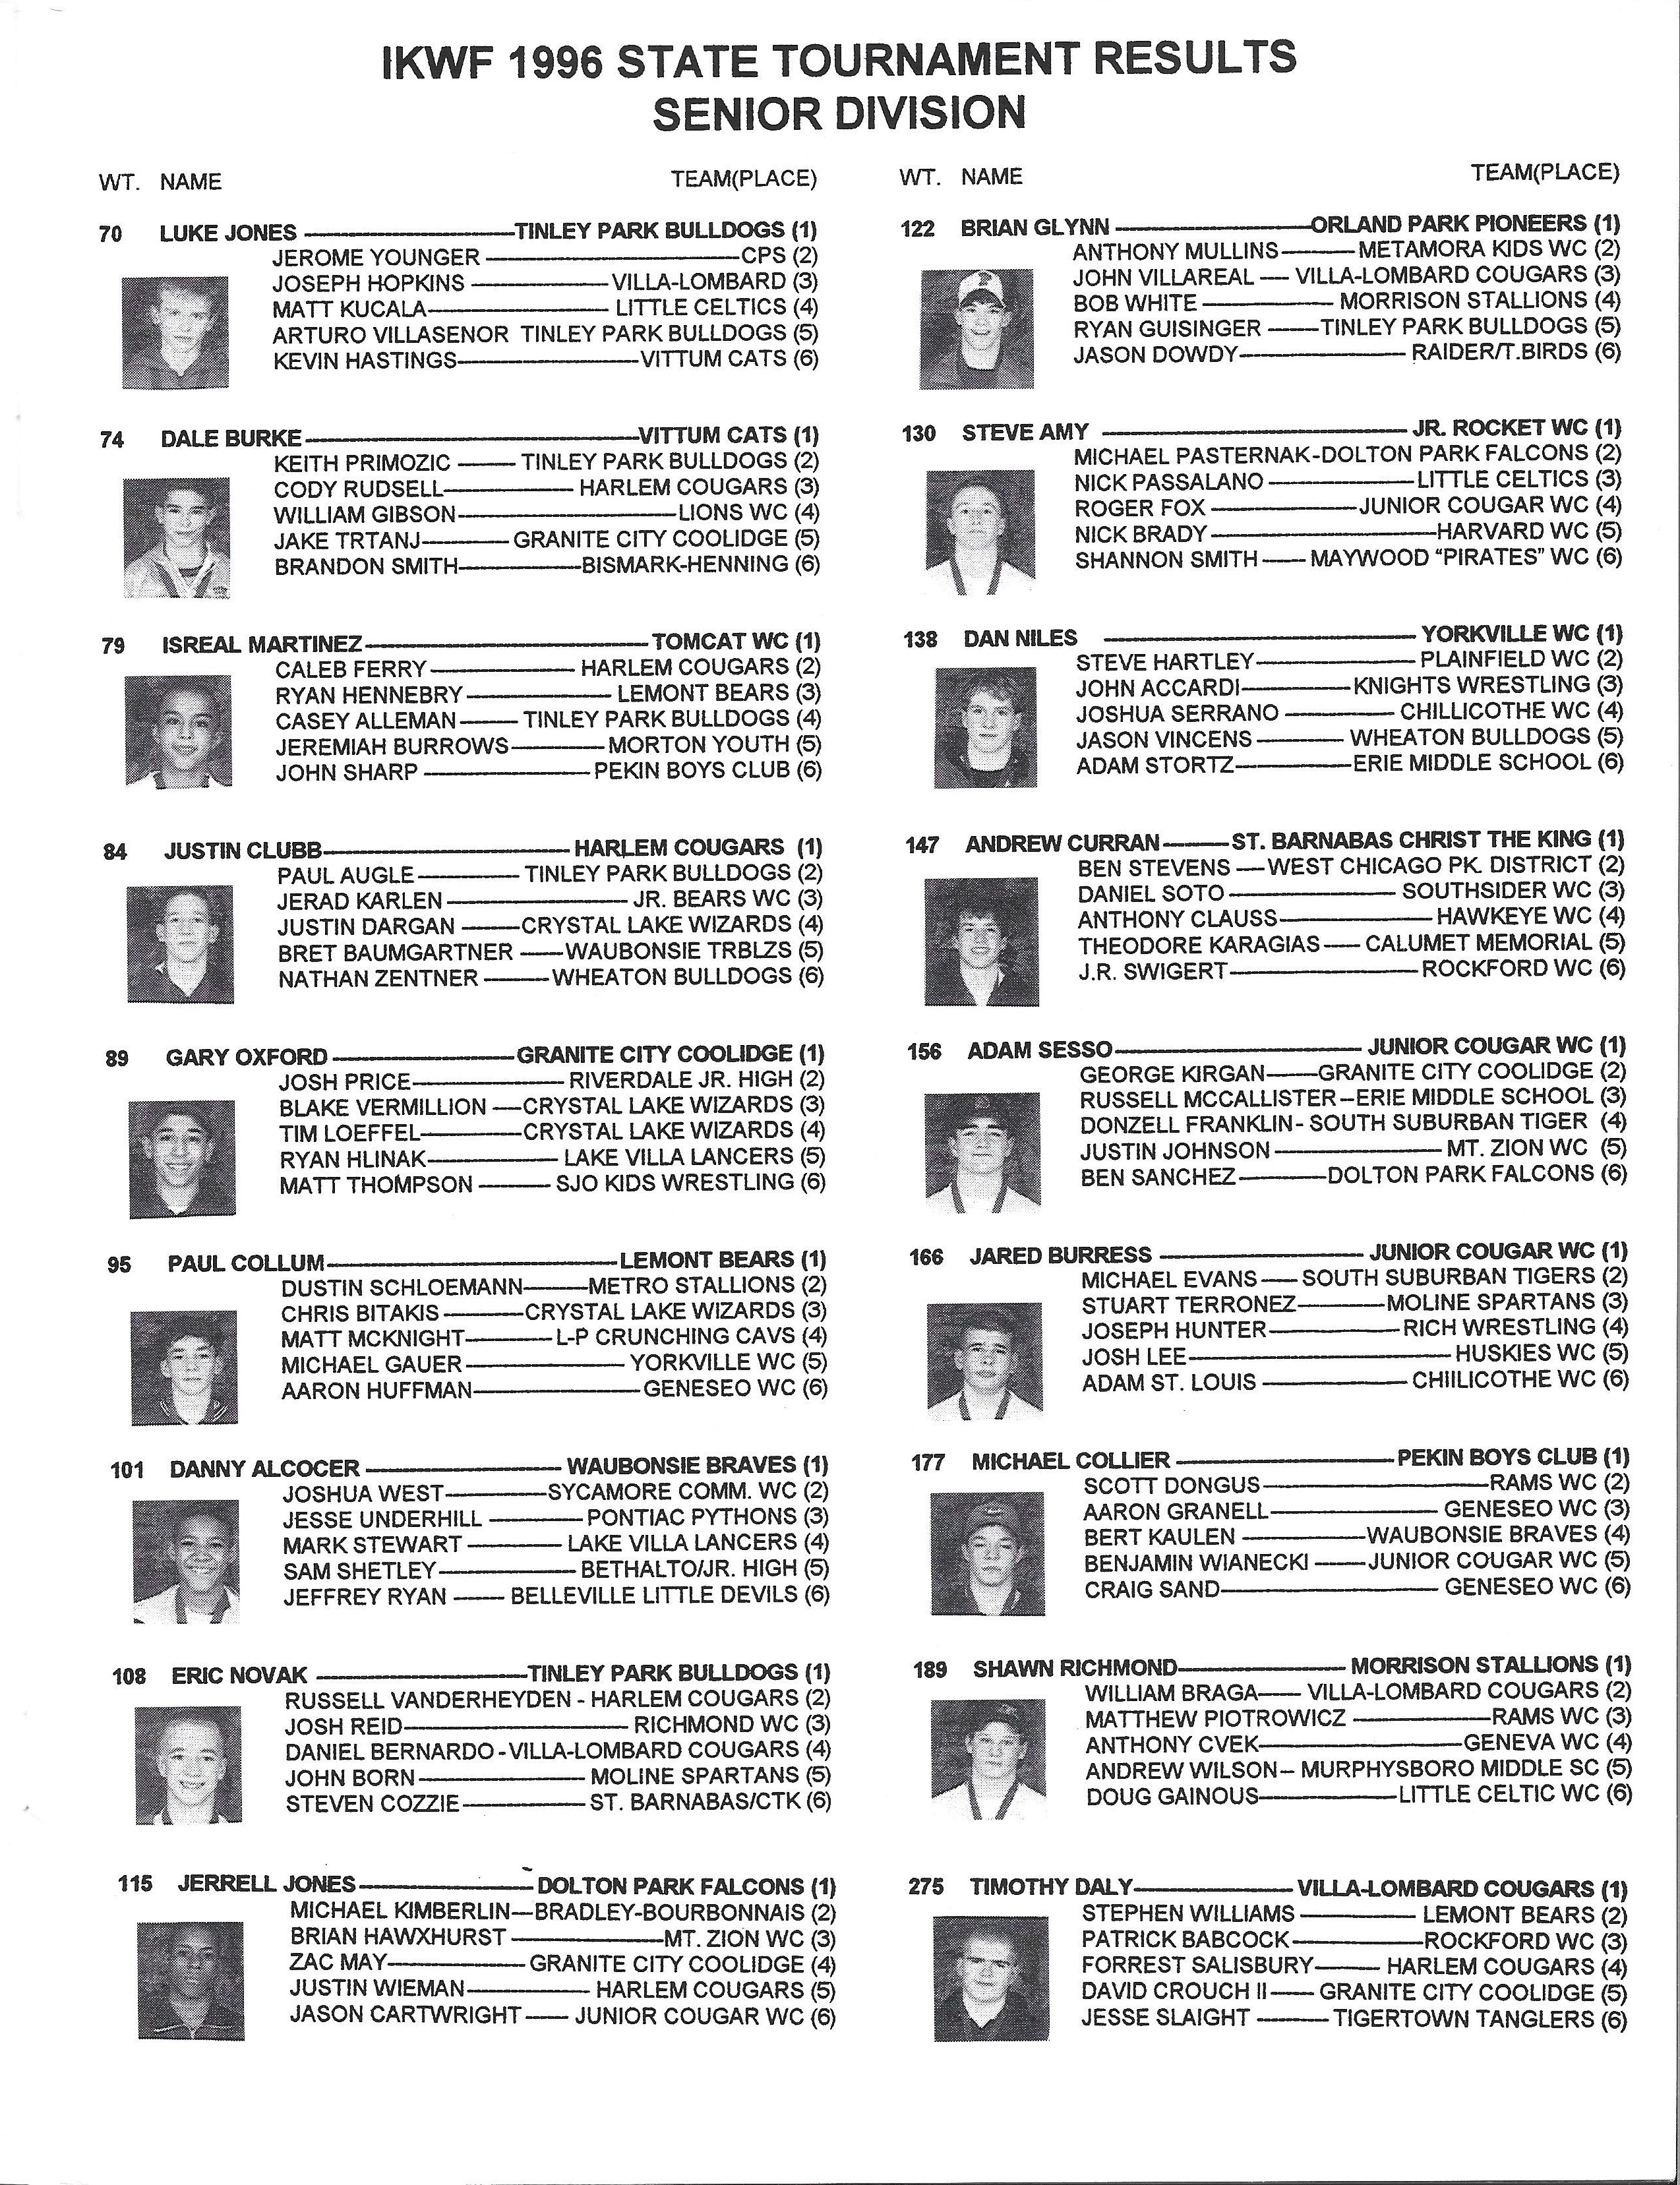 IKWF 1996 STATE TOURNAMENT RESULTS
SENIOR DIVISION
WT. NAME TEAM(PLACE)
70 LUKE JONES TINLEY PARK BULLDOGS (1)
JEROME YOUNGER CPS (2)
JOSEPH HOPKINS VILLA-LOMBARD (3)
MATT KUCALA LITTLE CELTICS (4)
ARTURO VILLASENOR TINLEY PARK BULLDOGS (5)
KEVIN HASTINGS VITTUM CATS (6)
74 DALE BURKE VITTUM CATS (1)
KEITH PRIMOZIC TINLEY PARK BULLDOGS (2)
CODY RUDSELL HARLEM COUGARS (3)
WILLIAM GIBSON LIONS WC (4)
JAKE TRTANJ GRANITE CITY COOLIDGE (5)
BRANDON SMITH BISMARK-HENNING (6)
79 ISREAL MARTINEZ TOMCAT WC (1)
CALEB FERRY HARLEM COUGARS (2)
RYAN HENNEBRY LEMONT BEARS (3)
CASEY ALLEMAN TINLEY PARK BULLDOGS (4)
JEREMIAH BURROWS MORTON YOUTH (5)
JOHN SHARP PEKIN BOYS CLUB (6)
84 JUSTIN CLUBB HARLEM COUGARS (1)
PAUL AUGLE TINLEY PARK BULLDOGS (2)
JERAD KARLEN JR. BEARS WC (3)
JUSTIN DARGAN CRYSTAL LAKE WIZARDS (4)
BRET BAUMGARTNER WAUBONSIE TRBLZS (5)
NATHAN ZENTNER WHEATON BULLDOGS (6)
89 GARY OXFORD GRANITE CITY COOLIDGE (1)
JOSH PRICE RIVERDALE JR. HIGH (2)
BLAKE VERMILLION CRYSTAL LAKE WIZARDS (3)
TIM LOEFFEL CRYSTAL LAKE WIZARDS (4)
RYAN HLINAK LAKE VILLA LANCERS (5)
MATT THOMPSON SJO KIDS WRESTLING (6)
95 PAUL COLLUM LEMONT BEARS (1)
DUSTIN SCHLOEMANN METRO STALLIONS (2)
CHRIS BITAKIS CRYSTAL LAKE WIZARDS (3)
MATT MCKNIGHT L-P CRUNCHING CAVS (4)
MICHAEL GAUER YORKVILLE WC (5)
AARON HUFFMAN GENESEO WC (6)
101 DANNY ALCOCER WAUBONSIE BRAVES (1)
JOSHUA WEST SYCAMORE COMM. WC (2)
JESSE UNDERHILL PONTIAC PYTHONS (3)
MARK STEWART LAKE VILLA LANCERS (4)
SAM SHETLEY BETHALTO/JR. HIGH (5)
JEFFREY RYAN BELLEVILLE LITTLE DEVILS (6)
108 ERIC NOVAK TINLEY PARK BULLDOGS (1)
RUSSELL VANDERHEYDEN - HARLEM COUGARS (2)
JOSH REID RICHMOND WC (3)
DANIEL BERNARDO - VILLA-LOMBARD COUGARS (4)
JOHN BORN MOLINE SPARTANS (5)
STEVEN COZZIE ST. BARNABAS/CTK (6)
115 JERRELL JONES DOLTON PARK FALCONS (1)
MICHAEL KIMBERLIN BRADLEY-BOURBONNAIS (2)
BRIAN HAWXHURST MT. ZION WC (3)
ZAC MAY GRANITE CITY COOLIDGE (4)
JUSTIN WIEMAN HARLEM COUGARS (5)
JASON CARTWRIGHT JUNIOR COUGAR WC (6)
WT. NAME TEAM(PLACE)
122 BRIAN GLYNN ORLAND PARK PIONEERS (1)
ANTHONY MULLINS METAMORA KIDS WC (2)
JOHN VILLAREAL VILLA-LOMBARD COUGARS (3)
BOB WHITE MORRISON STALLIONS (4)
RYAN GUISINGER TINLEY PARK BULLDOGS (5)
JASON DOWDY RAIDER/T.BIRDS (6)
130 STEVE AMY JR. ROCKET WC (1)
MICHAEL PASTERNAK-DOLTON PARK FALCONS (2)
NICK PASSALANO LITTLE CELTICS (3)
ROGER FOX JUNIOR COUGAR WC (4)
NICK BRADY HARVARD WC (5)
SHANNON SMITH MAYWOOD “PIRATES” WC (6)
138 DAN NILES YORKVILLE WC (1)
STEVE HARTLEY PLAINFIELD WC (2)
JOHN ACCARDI KNIGHTS WRESTLING (3)
JOSHUA SERRANO CHILLICOTHE WC (4)
JASON VINCENS WHEATON BULLDOGS (5)
ADAM STORTZ ERIE MIDDLE SCHOOL (6)
147 ANDREW CURRAN ST. BARNABAS CHRIST THE KING (1)
BEN STEVENS WEST CHICAGO PK. DISTRICT (2)
DANIEL SOTO SOUTHSIDER WC (3)
ANTHONY CLAUSS HAWKEYE WC (4)
THEODORE KARAGIAS CALUMET MEMORIAL (5)
J.R. SWIGERT ROCKFORD WC (6)
156 ADAM SESSO JUNIOR COUGAR WC (1)
GEORGE KIRGAN GRANITE CITY COOLIDGE (2)
RUSSELL MCCALLISTER ERIE MIDDLE SCHOOL (3)
DONZELL FRANKLIN- SOUTH SUBURBAN TIGER (4)
JUSTIN JOHNSON MT. ZION WC (5)
BEN SANCHEZ DOLTON PARK FALCONS (6)
166 JARED BURRESS JUNIOR COUGAR WC (1)
MICHAEL EVANS SOUTH SUBURBAN TIGERS (2)
STUART TERRONEZ MOLINE SPARTANS (3)
JOSEPH HUNTER RICH WRESTLING (4)
JOSH LEE HUSKIES WC (5)
ADAM ST. LOUIS CHIILICOTHE WC (6)
177 MICHAEL COLLIER PEKIN BOYS CLUB (1)
SCOTT DONGUS RAMS WC (2)
AARON GRANELL GENESEO WC (3)
BERT KAULEN WAUBONSIE BRAVES (4)
BENJAMIN WIANECKI JUNIOR COUGAR WC (5)
CRAIG SAND GENESEO WC (6)
189 SHAWN RICHMOND MORRISON STALLIONS (1)
WILLIAM BRAGA VILLA-LOMBARD COUGARS (2)
MATTHEW PIOTROWICZ RAMS WC (3)
ANTHONY CVEK GENEVA WC (4)
ANDREW WILSON MURPHYSBORO MIDDLE SC (5)
DOUG GAINOUS LITTLE CELTIC WC (6)
275 TIMOTHY DALY VILLA-LOMBARD COUGARS (1)
STEPHEN WILLIAMS LEMONT BEARS (2)
PATRICK BABCOCK ROCKFORD WC (3)
FORREST SALISBURY HARLEM COUGARS (4)
DAVID CROUCH II GRANITE CITY COOLIDGE (5)
JESSE SLAIGHT TIGERTOWN TANGLERS (6)